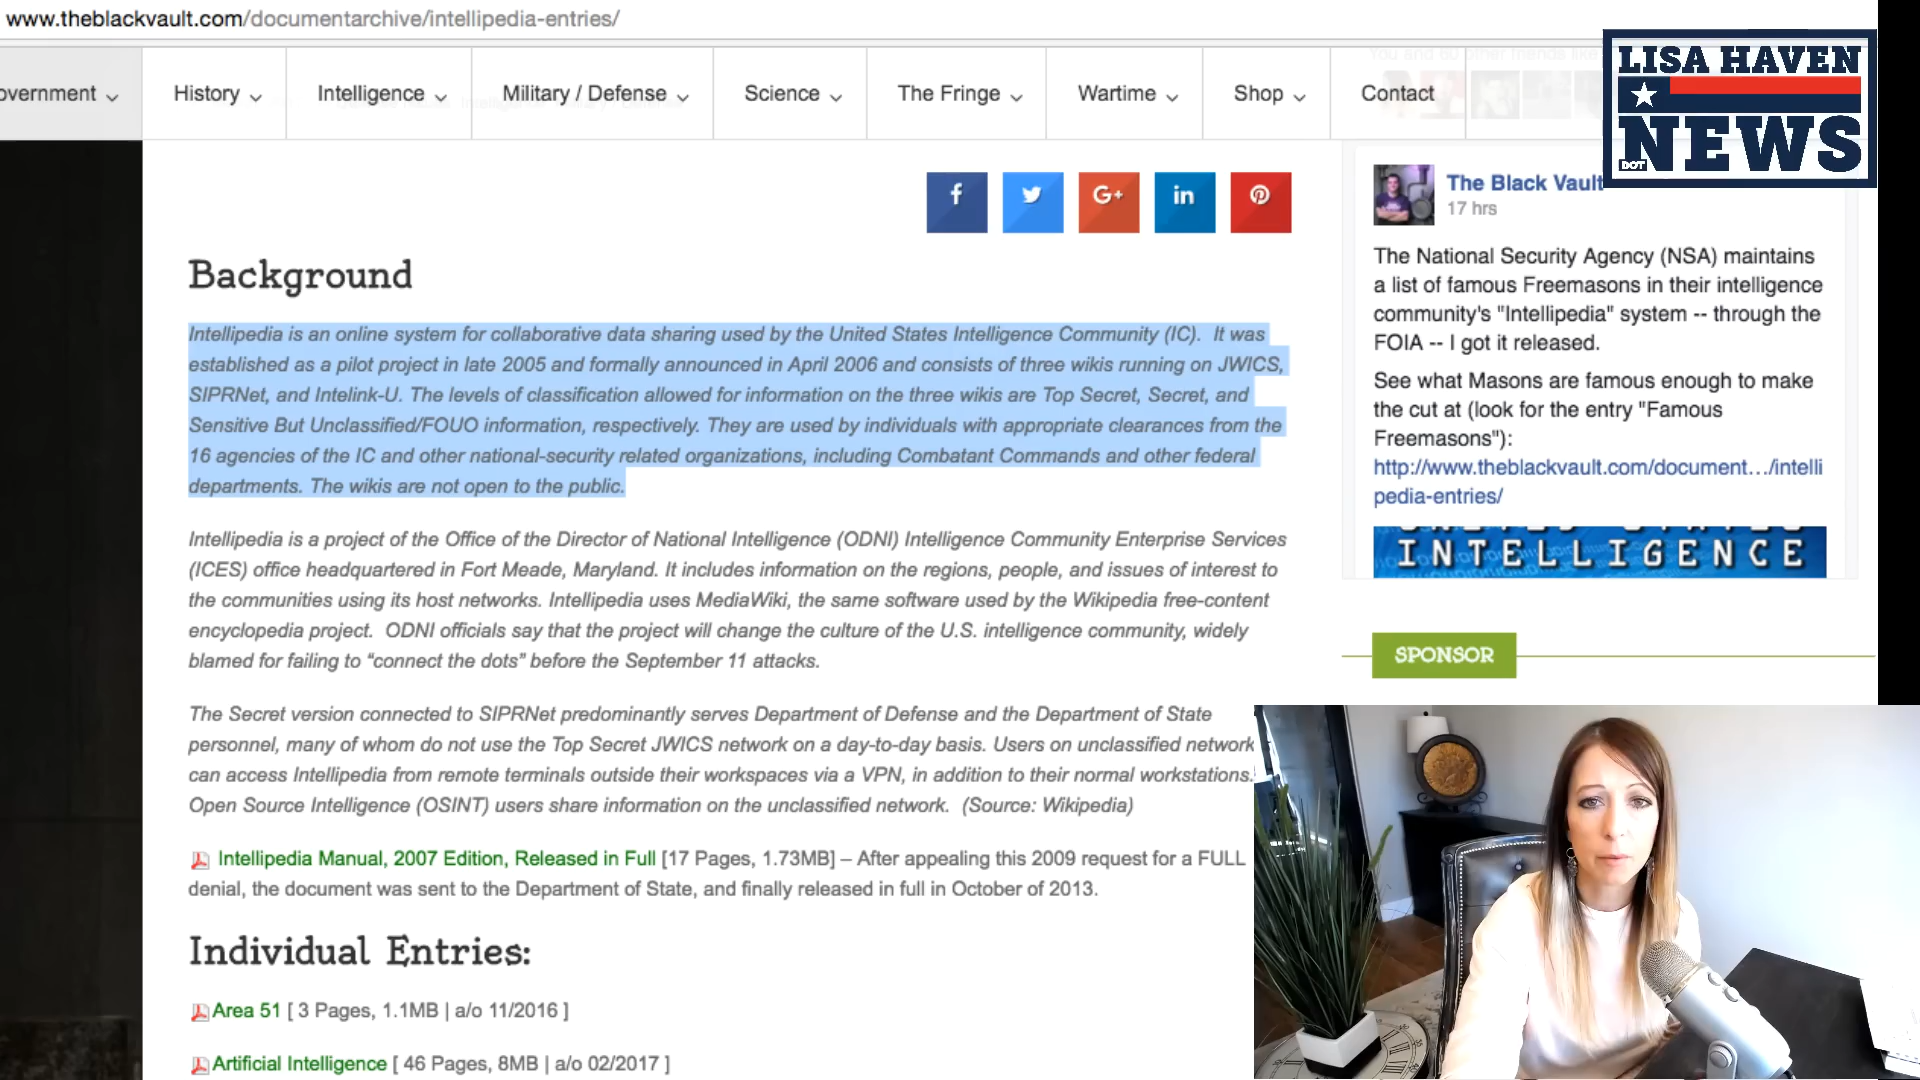 www.theblackvault.com/documentarchive/intellipedia-entries/
overnment
History
Intelligence
Military / Defense
Science
The Fringe
Wartime
Shop
Contact
LISA HAVEN
DOT NEWS
f
G+
in
Background
Intellipedia is an online system for collaborative data sharing used by the United States Intelligence Community (IC).  It was
established as a pilot project in late 2005 and formally announced in April 2006 and consists of three wikis running on JWICS,
SIPRNet, and Intelink-U. The levels of classification allowed for information on the three wikis are Top Secret, Secret, and
Sensitive But Unclassified/FOUO information, respectively. They are used by individuals with appropriate clearances from the
16 agencies of the IC and other national-security related organizations, including Combatant Commands and other federal
departments. The wikis are not open to the public.
Intellipedia is a project of the Office of the Director of National Intelligence (ODNI) Intelligence Community Enterprise Services
(ICES) office headquartered in Fort Meade, Maryland. It includes information on the regions, people, and issues of interest to
the communities using its host networks. Intellipedia uses MediaWiki, the same software used by the Wikipedia free-content
encyclopedia project.  ODNI officials say that the project will change the culture of the U.S. intelligence community, widely
blamed for failing to “connect the dots” before the September 11 attacks.
The Secret version connected to SIPRNet predominantly serves Department of Defense and the Department of State
personnel, many of whom do not use the Top Secret JWICS network on a day-to-day basis. Users on unclassified network
can access Intellipedia from remote terminals outside their workspaces via a VPN, in addition to their normal workstations.
Open Source Intelligence (OSINT) users share information on the unclassified network.  (Source: Wikipedia)
Intellipedia Manual, 2007 Edition, Released in Full [17 Pages, 1.73MB] – After appealing this 2009 request for a FULL
denial, the document was sent to the Department of State, and finally released in full in October of 2013.
Individual Entries:
Area 51 [ 3 Pages, 1.1MB | a/o 11/2016 ]
Artificial Intelligence [ 46 Pages, 8MB | a/o 02/2017 ]
The Black Vault
17 hrs
The National Security Agency (NSA) maintains
a list of famous Freemasons in their intelligence
community's "Intellipedia" system -- through the
FOIA -- I got it released.
See what Masons are famous enough to make
the cut at (look for the entry "Famous
Freemasons"):
http://www.theblackvault.com/document…/intelli
pedia-entries/
INTELLIGENCE
SPONSOR